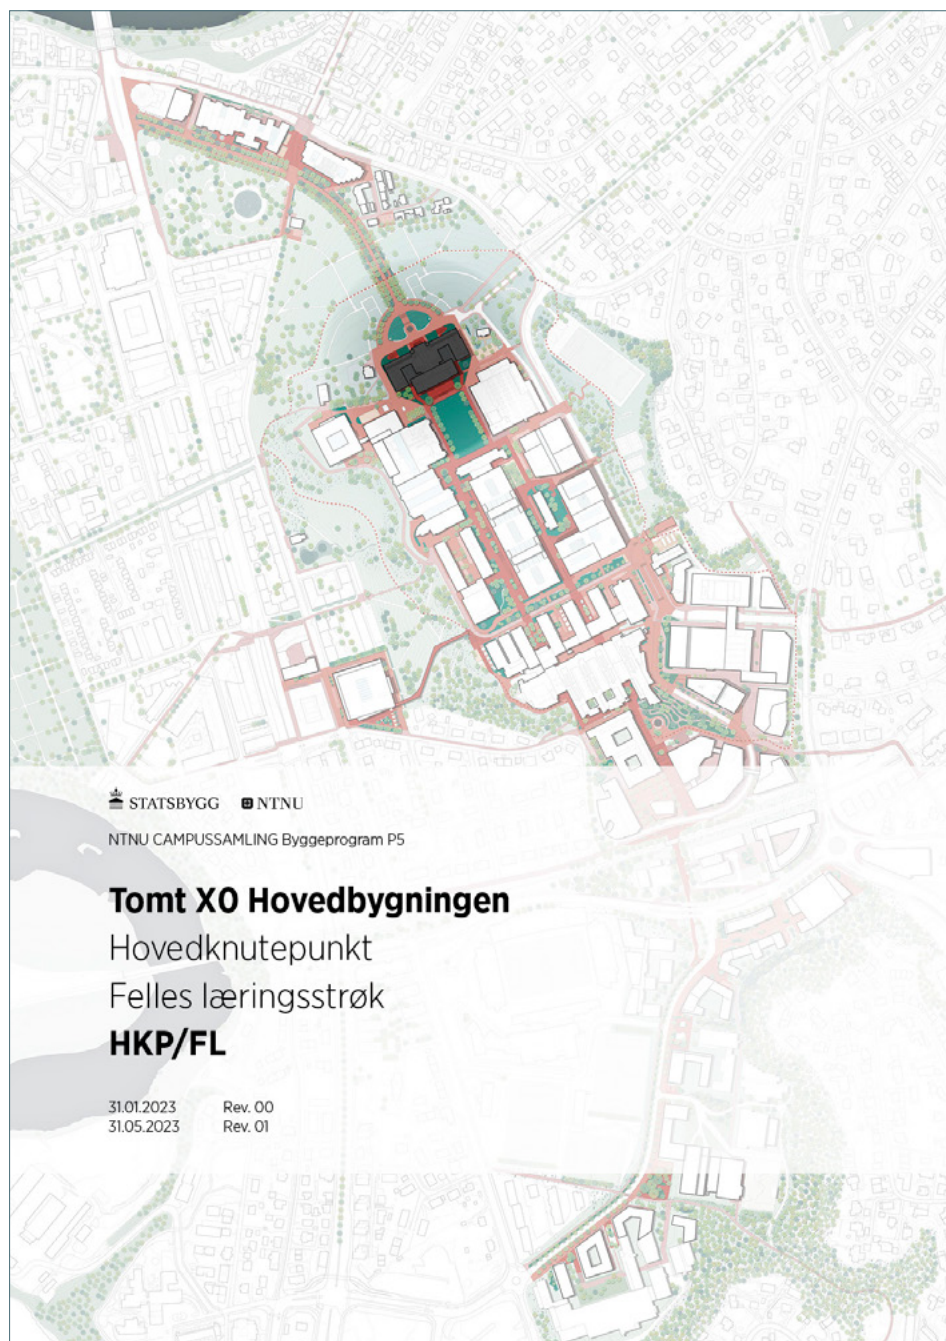 STATSBYGG NTNU
NTNU CAMPUSSAMLING Byggeprogram P5
Tomt X0 Hovedbygningen
Hovedknutepunkt
Felles læringsstrøk
HKP/FL
31.01.2023 Rev. 00
31.05.2023 Rev. 01